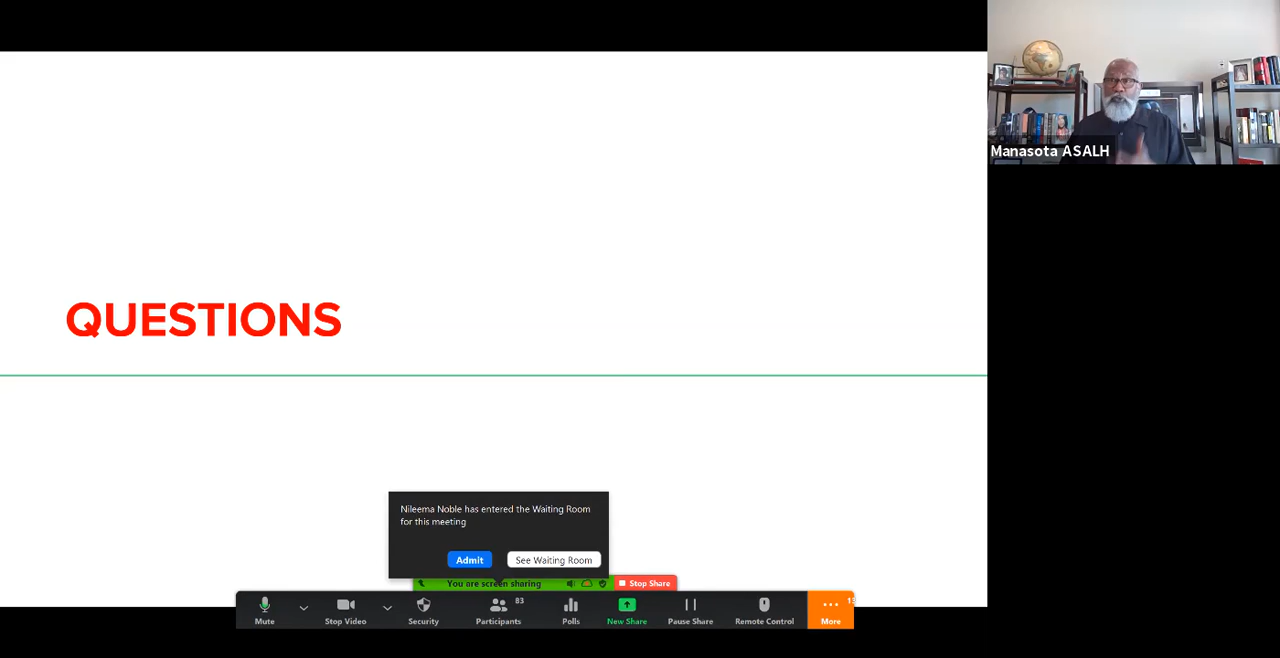 Manasota ASALH
QUESTIONS
Nileema Noble has entered the Waiting Room
for this meeting
Admit
See Waiting Room
You are screen sharing
Stop Share
Mute
Stop Video
Security
83
Participants
Polls
New Share
Pause Share
Remote Control
More